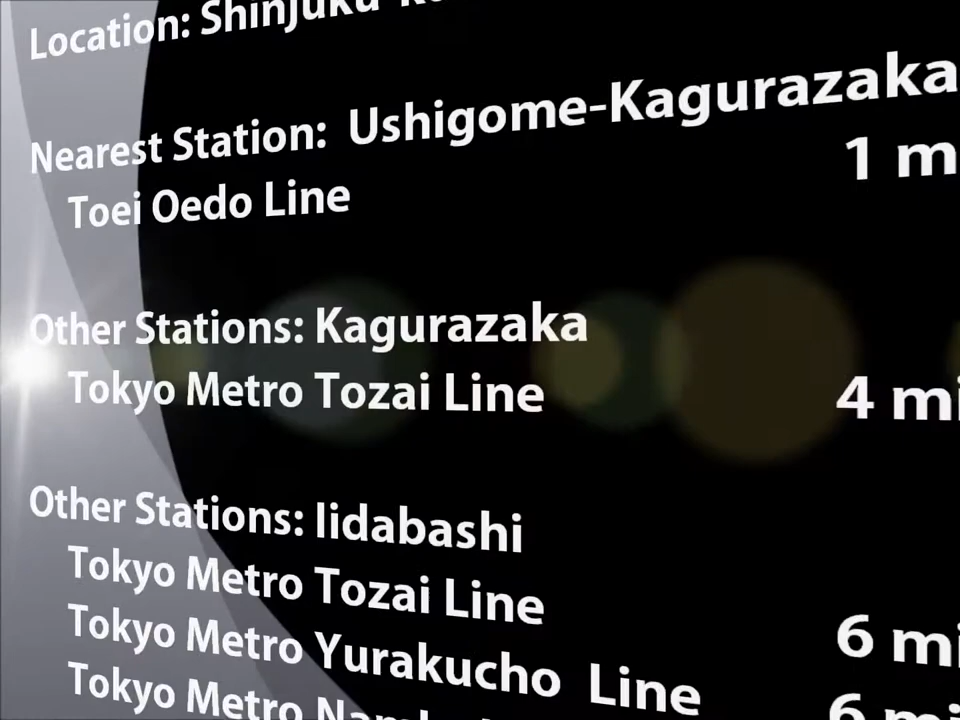 Location: Shinjuku
Nearest Station: Ushigome-Kagurazaka
Toei Oedo Line 1 m
Other Stations: Kagurazaka
Tokyo Metro Tozai Line 4 mi
Other Stations: Iidabashi
Tokyo Metro Tozai Line 6 mi
Tokyo Metro Yurakucho Line 6 mi
Tokyo Metro